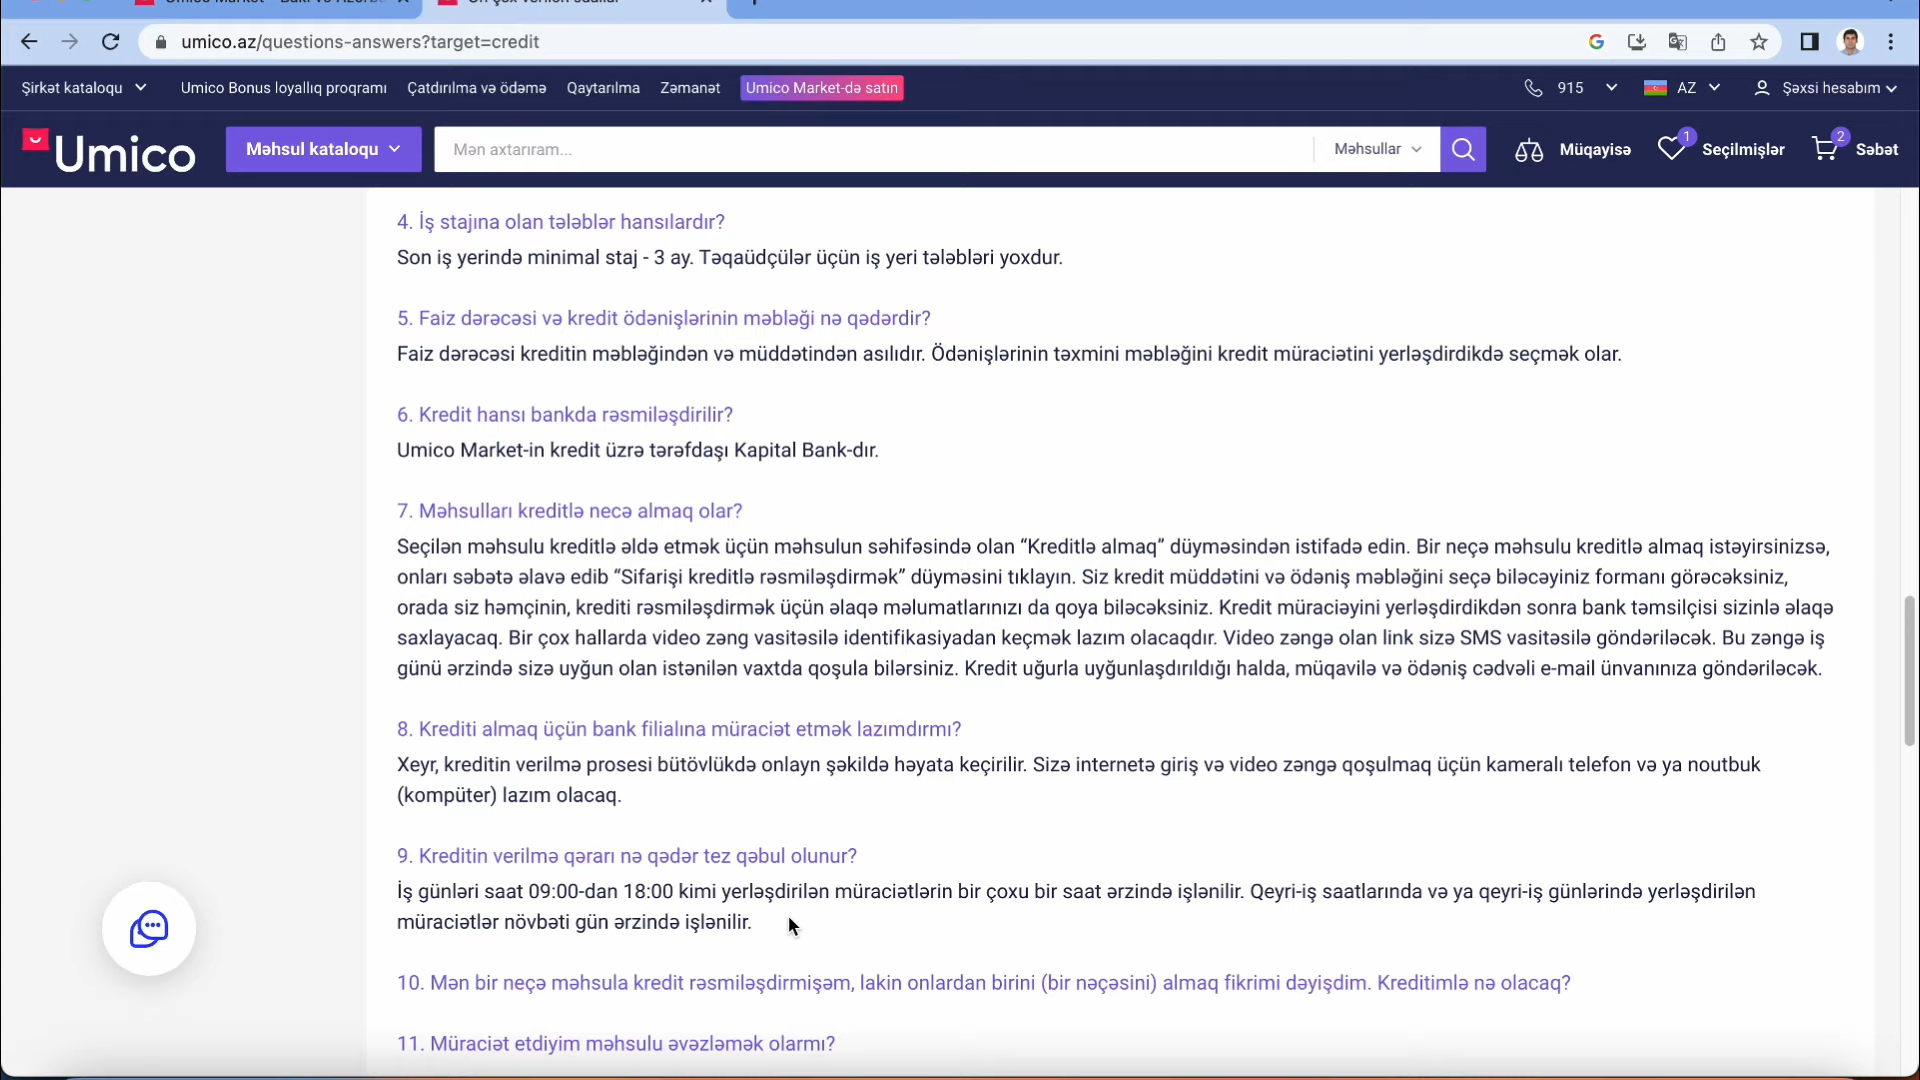 umico.az/questions-answers?target=credit
Şirkət kataloqu
Umico Bonus loyallıq proqramı
Çatdırılma və ödəmə
Qaytarılma
Zəmanət
Umico Market-də satın
915
AZ
Şəxsi hesabım
Umico
Məhsul kataloqu
Mən axtarıram...
Məhsullar
Müqayisə
1
Seçilmişlər
2
Səbət
4. İş stajına olan tələblər hansılardır?
Son iş yerində minimal staj - 3 ay. Təqaüdçülər üçün iş yeri tələbləri yoxdur.
5. Faiz dərəcəsi və kredit ödənişlərinin məbləği nə qədərdir?
Faiz dərəcəsi kreditin məbləğindən və müddətindən asılıdır. Ödənişlərinin təxmini məbləğini kredit müraciətini yerləşdirdikdə seçmək olar.
6. Kredit hansı bankda rəsmiləşdirilir?
Umico Market-in kredit üzrə tərəfdaşı Kapital Bank-dır.
7. Məhsulları kreditlə necə almaq olar?
Seçilən məhsulu kreditlə əldə etmək üçün məhsulun səhifəsində olan “Kreditlə almaq” düyməsindən istifadə edin. Bir neçə məhsulu kreditlə almaq istəyirsinizsə,
onları səbətə əlavə edib “Sifarişi kreditlə rəsmiləşdirmək” düyməsini tıklayın. Siz kredit müddətini və ödəniş məbləğini seçə biləcəyiniz formanı görəcəksiniz,
orada siz həmçinin, krediti rəsmiləşdirmək üçün əlaqə məlumatlarınızı da qoya biləcəksiniz. Kredit müraciəyini yerləşdirdikdən sonra bank təmsilçisi sizinlə əlaqə
saxlayacaq. Bir çox hallarda video zəng vasitəsilə identifikasiyadan keçmək lazım olacaqdır. Video zəngə olan link sizə SMS vasitəsilə göndəriləcək. Bu zəngə iş
günü ərzində sizə uyğun olan istənilən vaxtda qoşula bilərsiniz. Kredit uğurla uyğunlaşdırıldığı halda, müqavilə və ödəniş cədvəli e-mail ünvanınıza göndəriləcək.
8. Krediti almaq üçün bank filialına müraciət etmək lazımdırmı?
Xeyr, kreditin verilmə prosesi bütövlükdə onlayn şəkildə həyata keçirilir. Sizə internetə giriş və video zəngə qoşulmaq üçün kameralı telefon və ya noutbuk
(kompüter) lazım olacaq.
9. Kreditin verilmə qərarı nə qədər tez qəbul olunur?
İş günləri saat 09:00-dan 18:00 kimi yerləşdirilən müraciətlərin bir çoxu bir saat ərzində işlənilir. Qeyri-iş saatlarında və ya qeyri-iş günlərində yerləşdirilən
müraciətlər növbəti gün ərzində işlənilir.
10. Mən bir neçə məhsula kredit rəsmiləşdirmişəm, lakin onlardan birini (bir nəçəsini) almaq fikrimi dəyişdim. Kreditimlə nə olacaq?
11. Müraciət etdiyim məhsulu əvəzləmək olarmı?